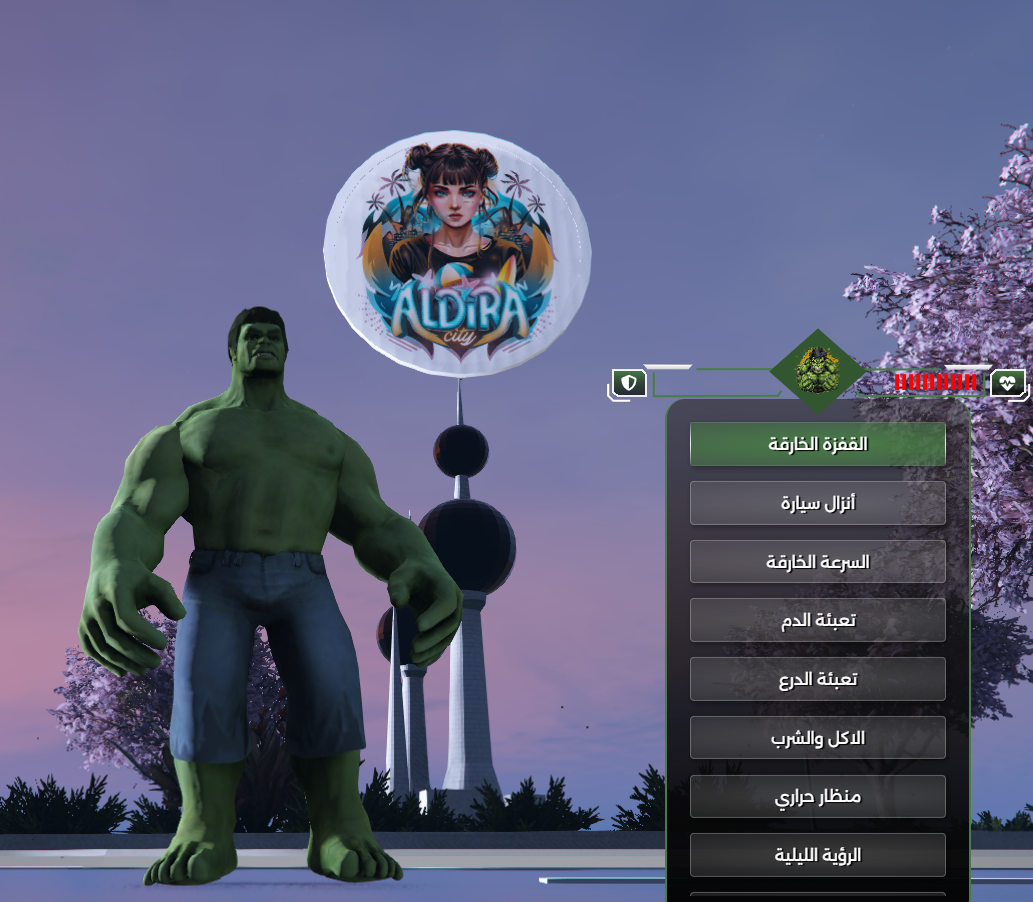 ALDIRA
city
القفزة الخارقة
أنزال سيارة
السرعة الخارقة
تعبئة الدم
تعبئة الدرع
الاكل والشرب
منظار حراري
الرؤية الليلية